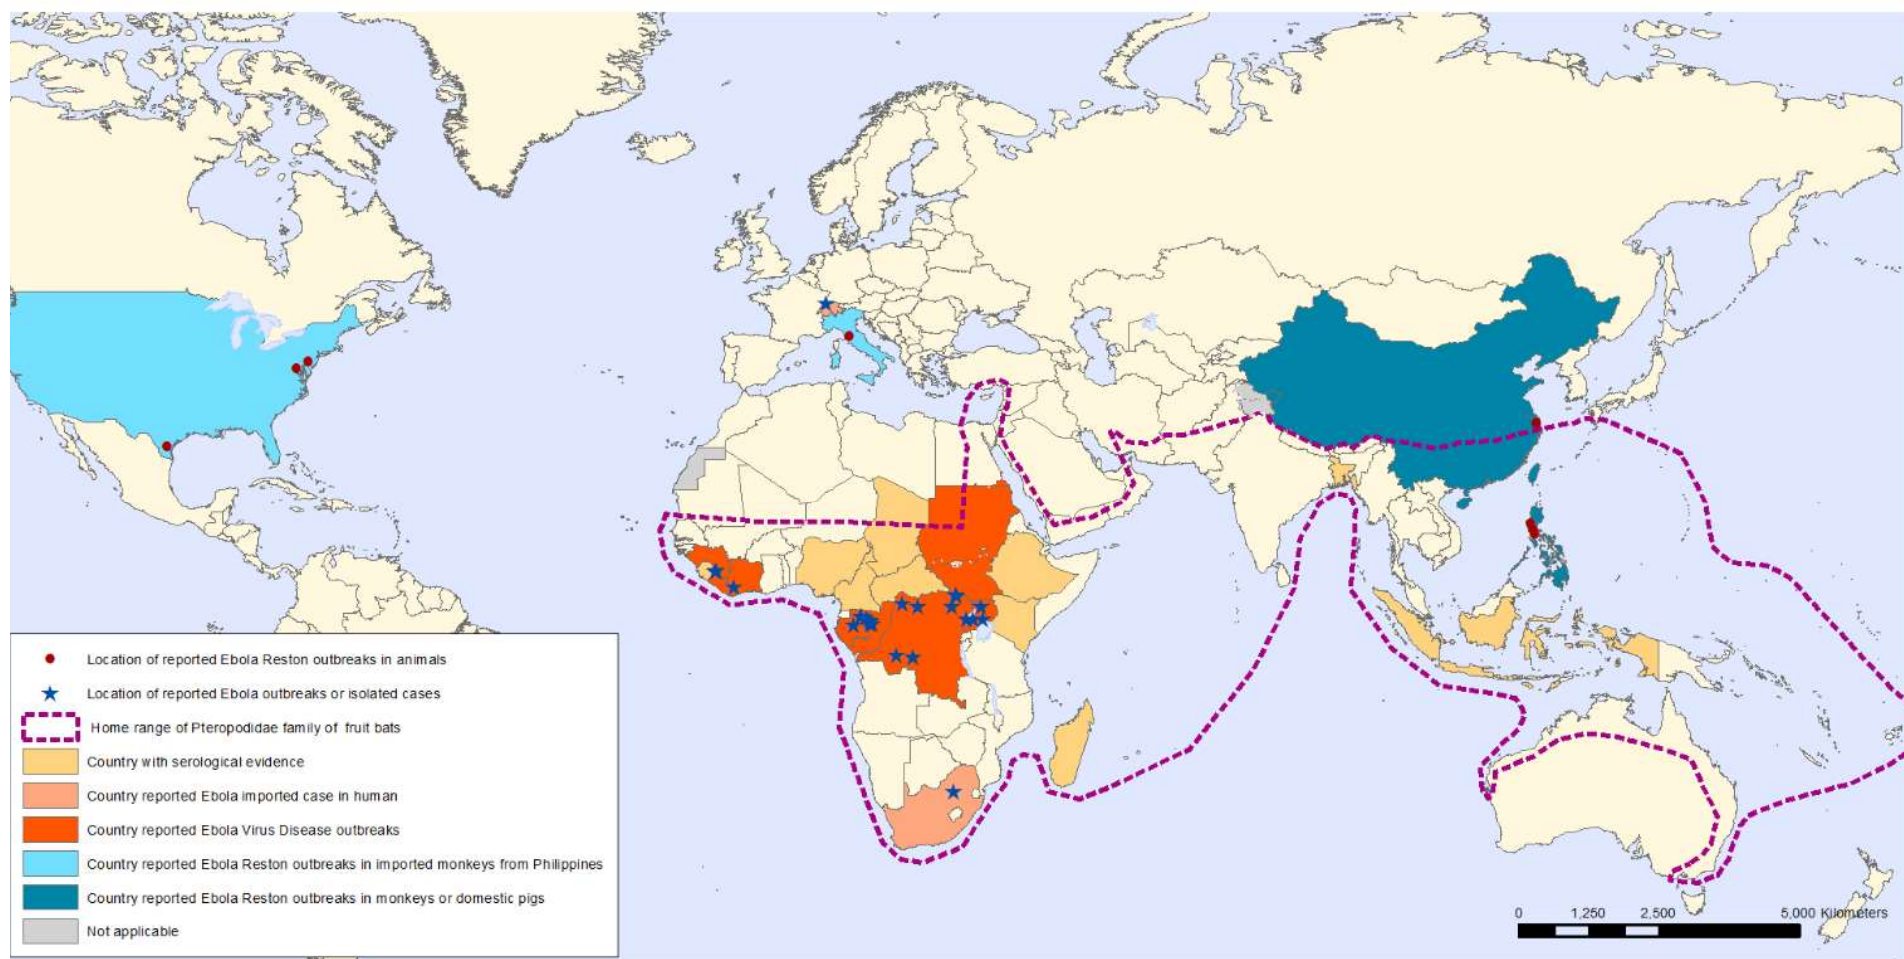 Location of reported Ebola Reston outbreaks in animals
Location of reported Ebola outbreaks or isolated cases
Home range of Pteropodidae family of fruit bats
Country with serological evidence
Country reported Ebola imported case in human
Country reported Ebola Virus Disease outbreaks
Country reported Ebola Reston outbreaks in imported monkeys from Philippines
Country reported Ebola Reston outbreaks in monkeys or domestic pigs
Not applicable
0 1,250 2,500 5,000 Kilometers